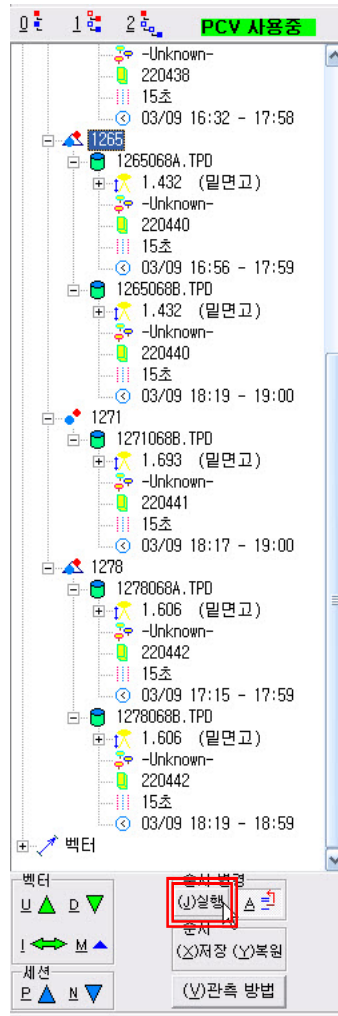 0 1 2 PCV 사용중
-Unknown-
220438
15초
03/09 16:32 - 17:58
1265
1265068A.TPD
1.432 (밑면고)
-Unknown-
220440
15초
03/09 16:56 - 17:59
1265068B.TPD
1.432 (밑면고)
-Unknown-
220440
15초
03/09 18:19 - 19:00
1271
1271068B.TPD
1.693 (밑면고)
-Unknown-
220441
15초
03/09 18:17 - 19:00
1278
1278068A.TPD
1.606 (밑면고)
-Unknown-
220442
15초
03/09 17:15 - 17:59
1278068B.TPD
1.606 (밑면고)
-Unknown-
220442
15초
03/09 18:19 - 18:59
벡터
벡터
U D
I M
세션
P N
순서 변경
(J)실행 A
순서
(X)저장 (Y)복원
(V)관측 방법